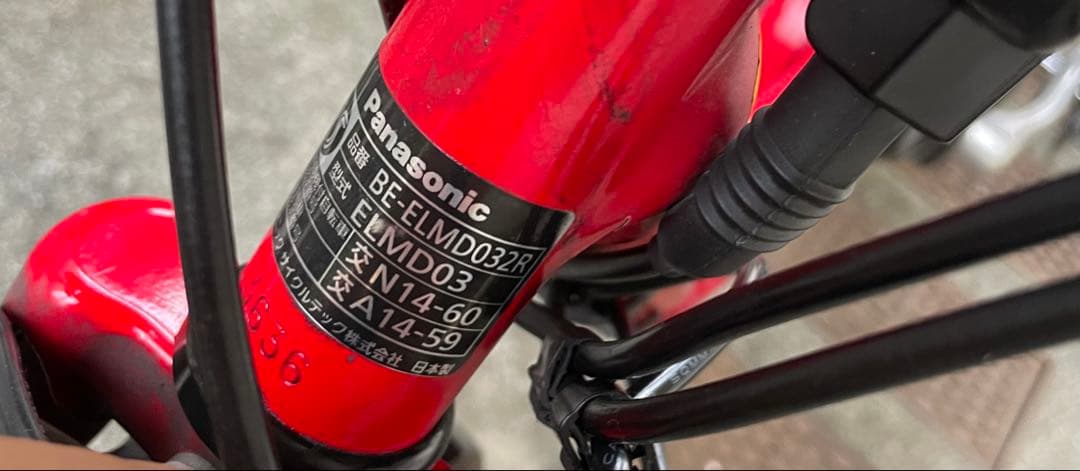 Panasonic
品番 BE-ELMD032R
型式 ELMD03
交N14-60
交A14-59
サイクルテック株式会社 日本製
636